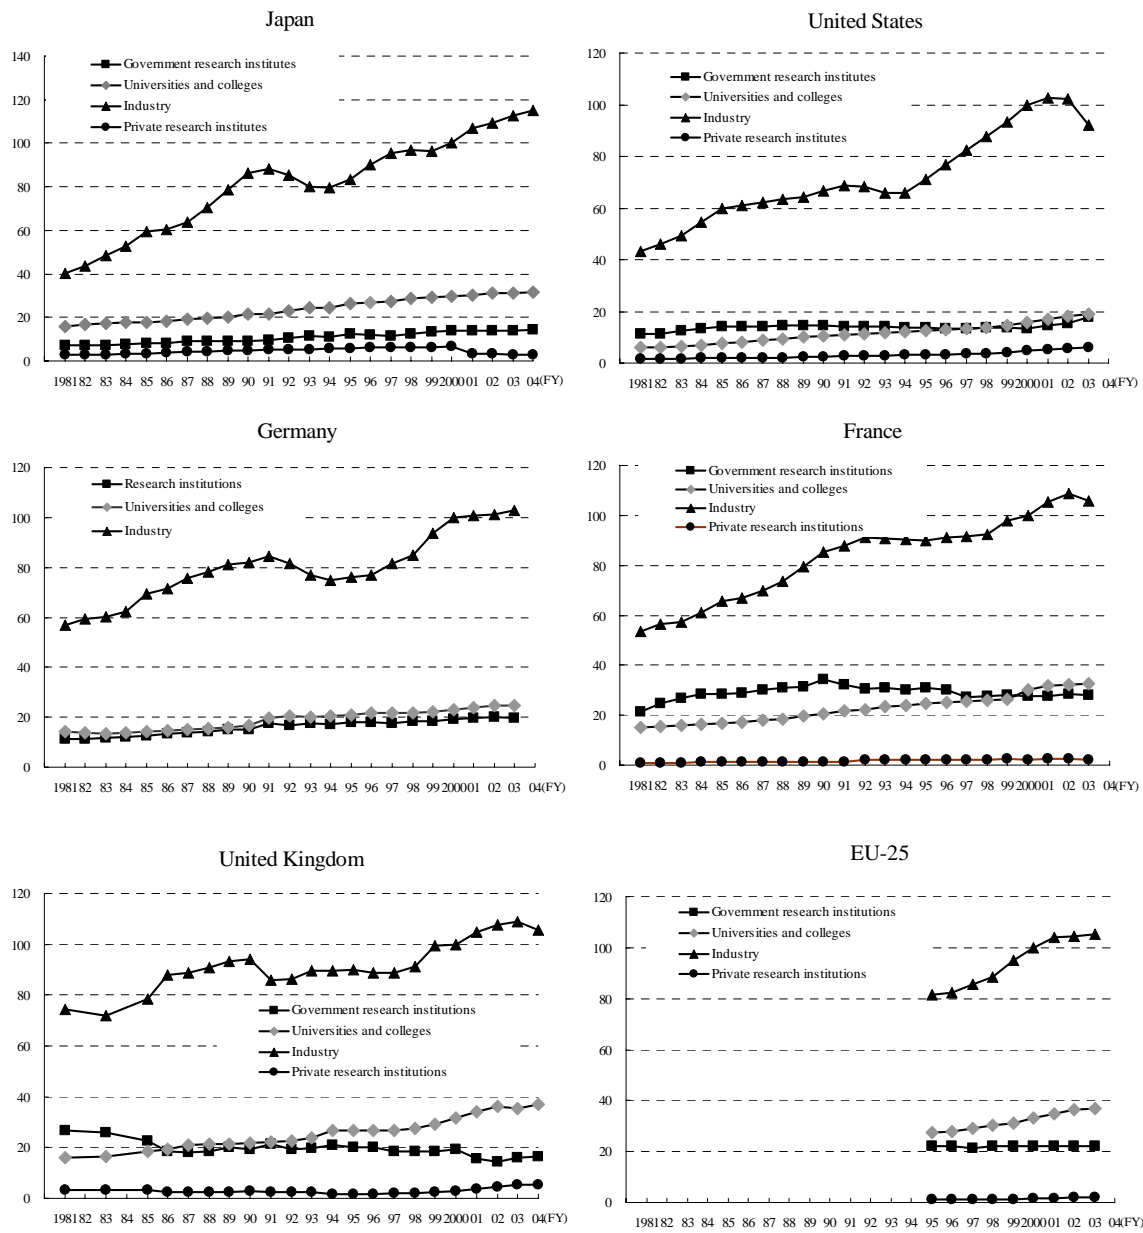 Japan
140
120
100
80
60
40
20
0
Government research institutes
Universities and colleges
Industry
Private research institutes
1981 82 83 84 85 86 87 88 89 90 91 92 93 94 95 96 97 98 99 2000 01 02 03 04(FY)
United States
120
100
80
60
40
20
0
Government research institutes
Universities and colleges
Industry
Private research institutes
1981 82 83 84 85 86 87 88 89 90 91 92 93 94 95 96 97 98 99 2000 01 02 03 04(FY)
Germany
120
100
80
60
40
20
0
Research institutions
Universities and colleges
Industry
1981 82 83 84 85 86 87 88 89 90 91 92 93 94 95 96 97 98 99 2000 01 02 03 04(FY)
France
120
100
80
60
40
20
0
Government research institutions
Universities and colleges
Industry
Private research institutions
1981 82 83 84 85 86 87 88 89 90 91 92 93 94 95 96 97 98 99 2000 01 02 03 04(FY)
United Kingdom
120
100
80
60
40
20
0
Government research institutions
Universities and colleges
Industry
Private research institutions
1981 82 83 84 85 86 87 88 89 90 91 92 93 94 95 96 97 98 99 2000 01 02 03 04(FY)
EU-25
120
100
80
60
40
20
0
Government research institutions
Universities and colleges
Industry
Private research institutions
1981 82 83 84 85 86 87 88 89 90 91 92 93 94 95 96 97 98 99 2000 01 02 03 04(FY)